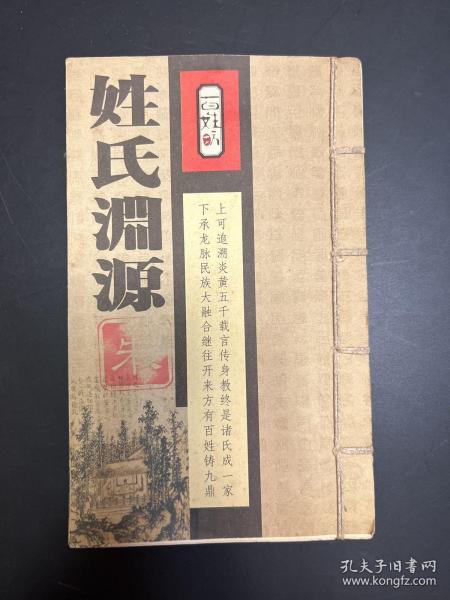 姓氏淵源
百姓
上可追溯炎黄五千载言传身教终是诸氏成一家
下承龙脉民族大融合继往开来方有百姓铸九鼎
朱
孔夫子旧书网
www.kongfz.com